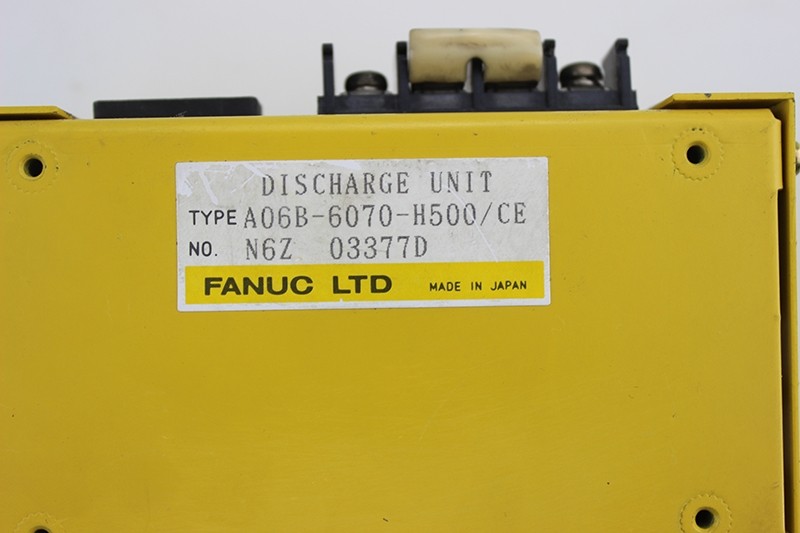 DISCHARGE UNIT
TYPE A06B-6070-H500/CE
NO. N6Z 03377D
FANUC LTD MADE IN JAPAN